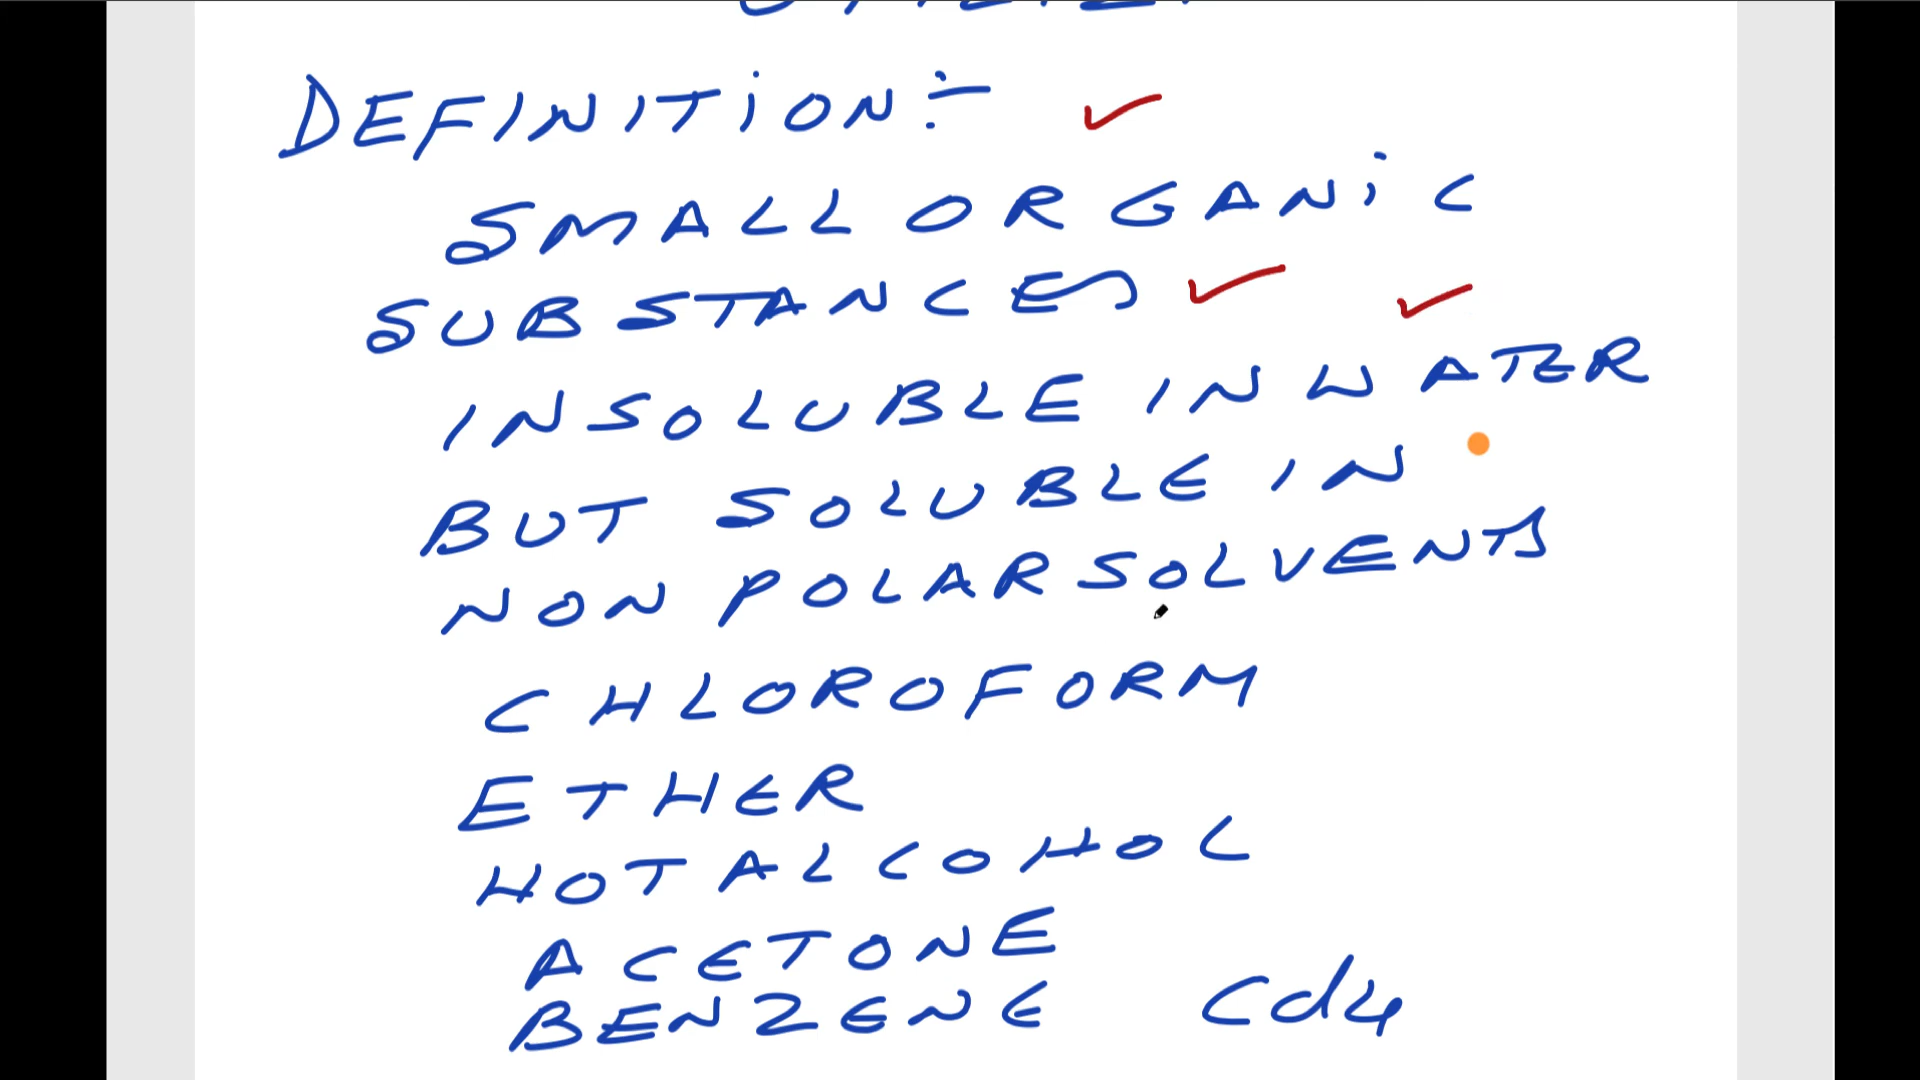 DEFINITION:-
SMALL ORGANIC
SUBSTANCES
INSOLUBLE IN WATER
BUT SOLUBLE IN
NON POLAR SOLVENTS
CHLOROFORM
ETHER
HOT ALCOHOL
ACETONE
BENZENE